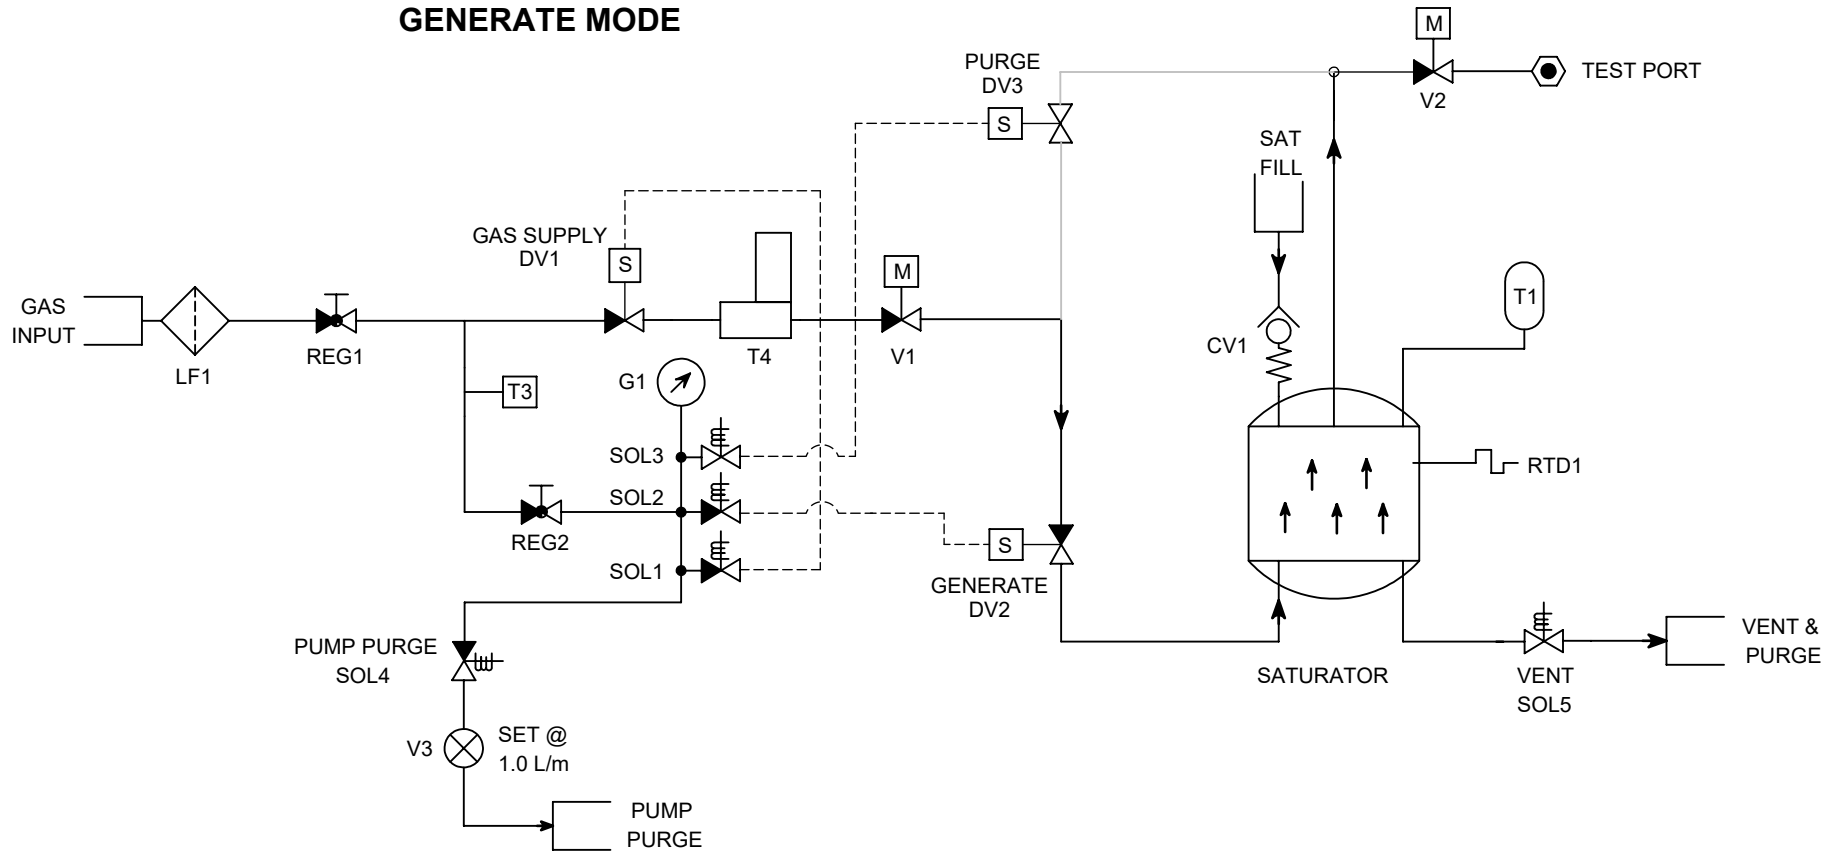 GENERATE MODE
M
PURGE
DV3
TEST PORT
V2
S
SAT
FILL
GAS SUPPLY
DV1
S
M
T1
GAS
INPUT
REG1
T4
V1
CV1
LF1
G1
T3
SOL3
RTD1
SOL2
REG2
S
SOL1
GENERATE
DV2
PUMP PURGE
SOL4
SATURATOR
VENT
SOL5
VENT &
PURGE
V3
SET @
1.0 L/m
PUMP
PURGE